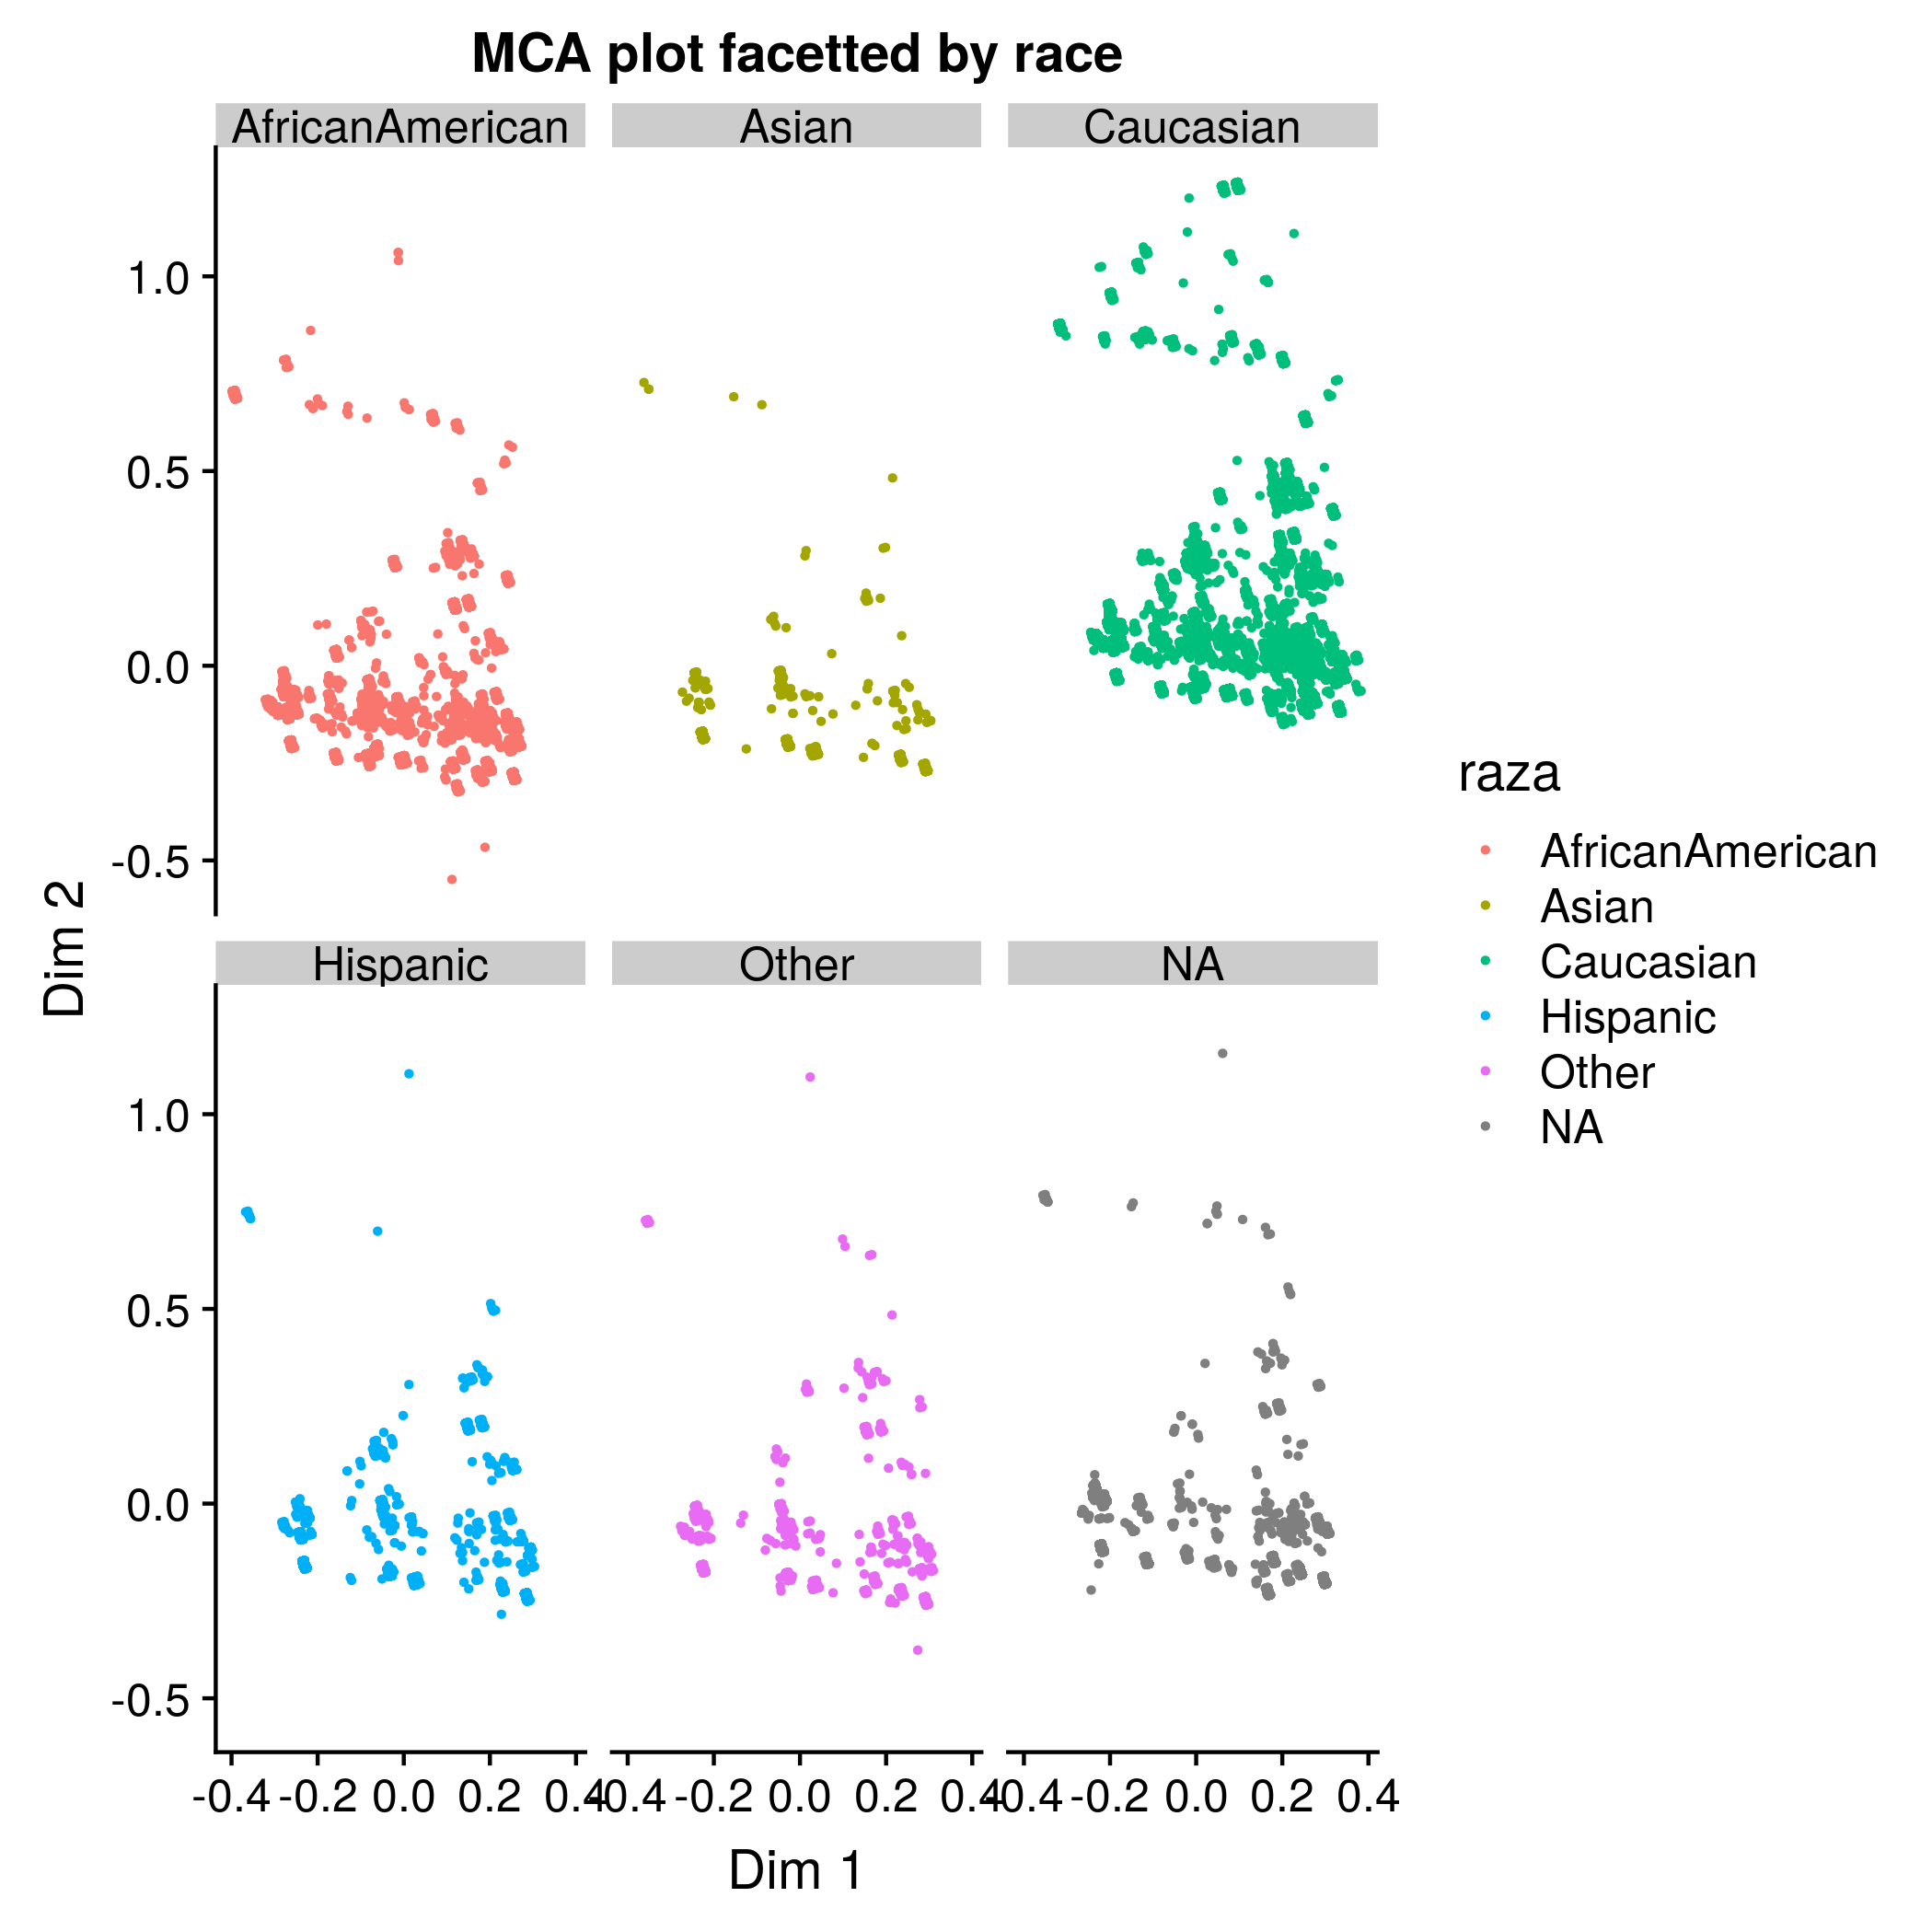 MCA plot facetted by race
AfricanAmerican Asian Caucasian
1.0
0.5
0.0
-0.5
Dim 2
Hispanic Other NA
1.0
0.5
0.0
-0.5
-0.4 -0.2 0.0 0.2 0.4 -0.4 -0.2 0.0 0.2 0.4 -0.4 -0.2 0.0 0.2 0.4
Dim 1
raza
AfricanAmerican
Asian
Caucasian
Hispanic
Other
NA